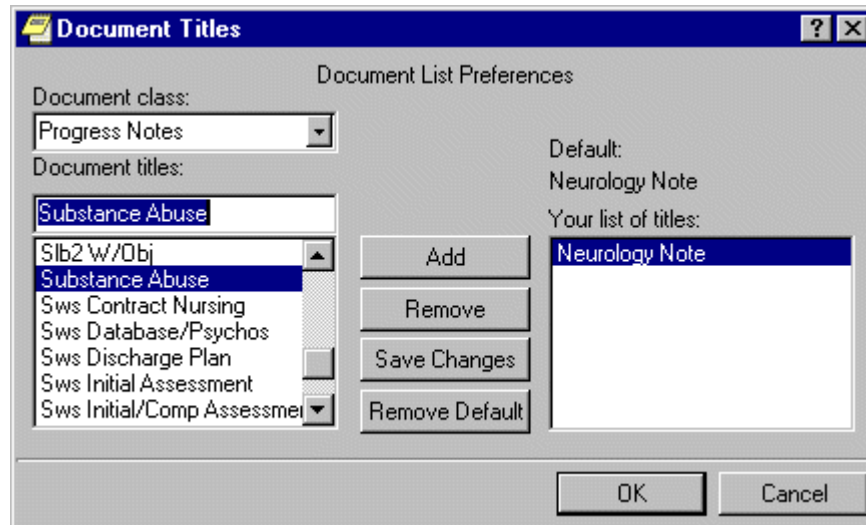 Document Titles
Document List Preferences
Document class:
Progress Notes
Document titles:
Substance Abuse
Slb2 W/Obj
Substance Abuse
Sws Contract Nursing
Sws Database/Psychos
Sws Discharge Plan
Sws Initial Assessment
Sws Initial/Comp Assessme
Add
Remove
Save Changes
Remove Default
Default:
Neurology Note
Your list of titles:
Neurology Note
OK
Cancel